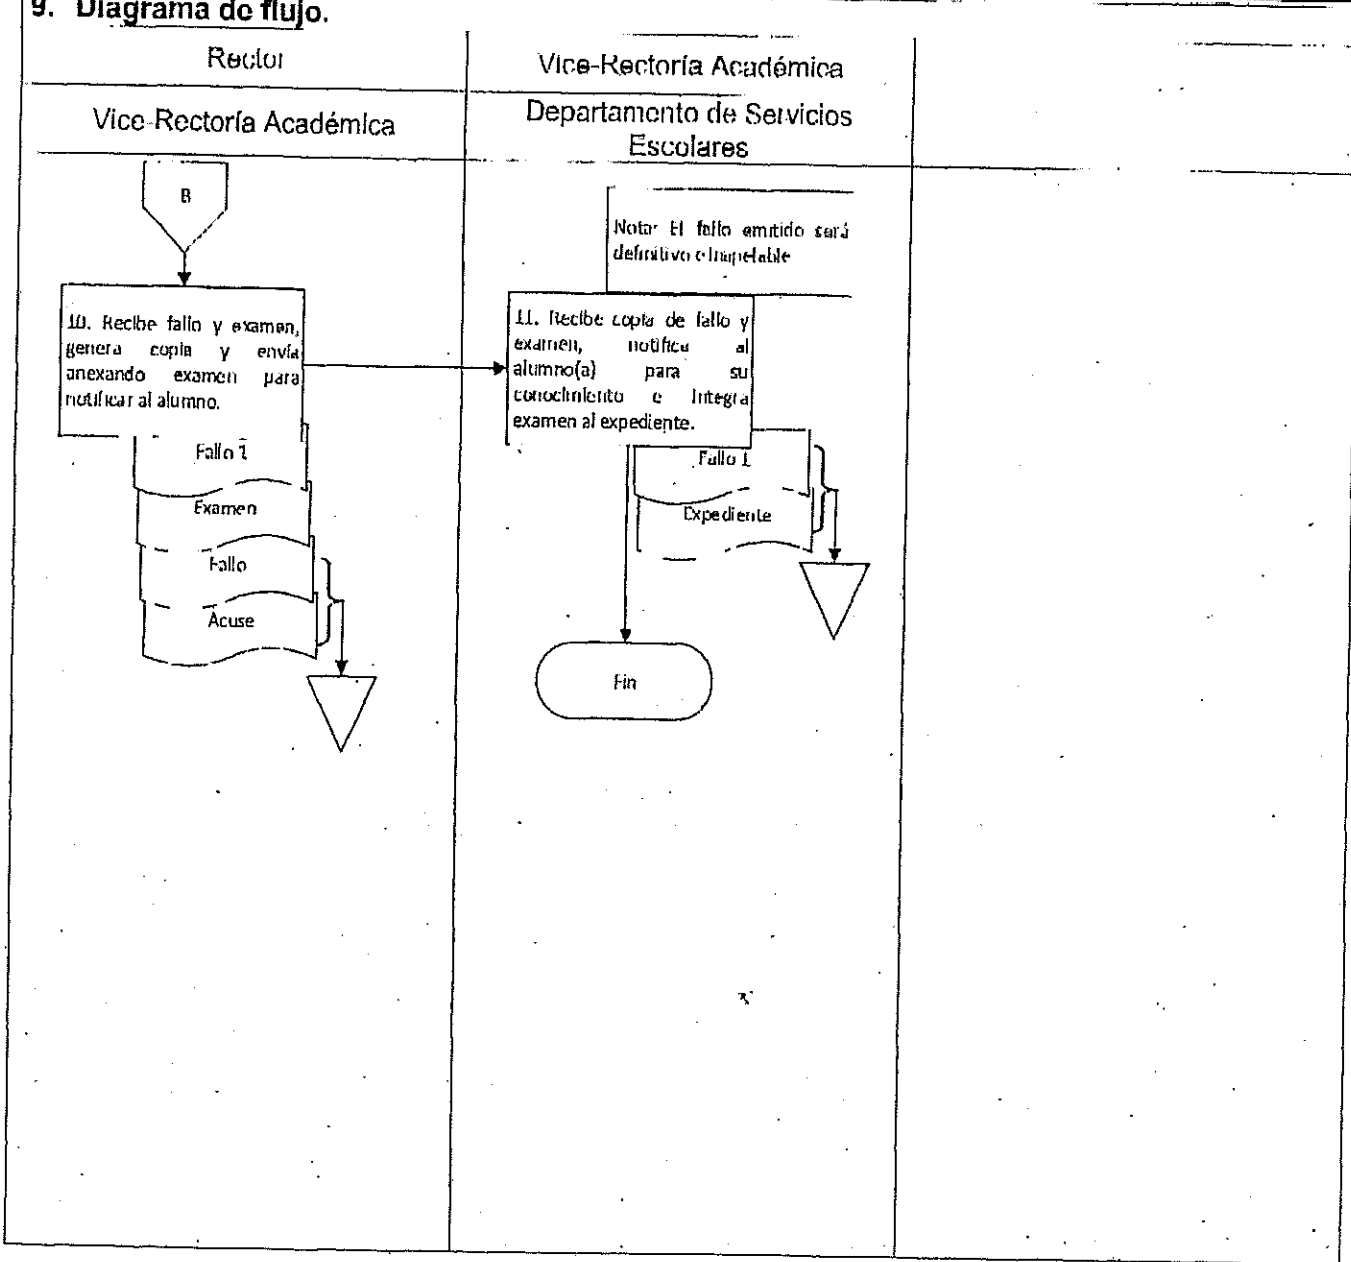 9. Diagrama de flujo.
Rector
Vice-Rectoría Académica
Vice-Rectoría Académica
Departamento de Servicios
Escolares
B
Nota: El fallo emitido será
definitivo e Inapelable
10. Recibe fallo y examen,
genera copia y envía
anexando examen para
notificar al alumno.
11. Recibe copia de fallo y
examen, notifica al
alumno(a) para su
conocimiento e integra
examen al expediente.
Fallo 1
Examen
Fallo
Acuse
Fallo 1
Expediente
Fin